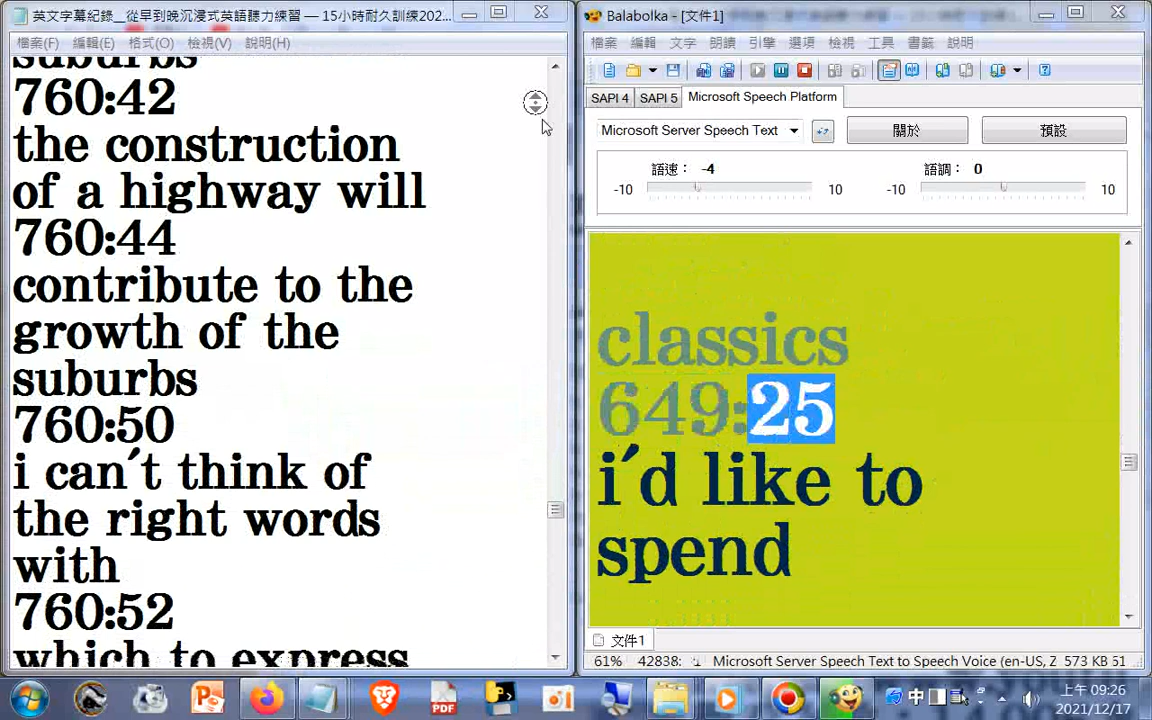 英文字幕紀錄__從早到晚沉浸式英語聽力練習 — 15小時耐久訓練202...
檔案(F) 編輯(E) 格式(O) 檢視(V) 說明(H)
suburbs
760:42
the construction
of a highway will
760:44
contribute to the
growth of the
suburbs
760:50
i can't think of
the right words
with
760:52
which to express
Balabolka - [文件1]
檔案 編輯 文字 朗讀 引擎 選項 檢視 工具 書籤 說明
SAPI 4 SAPI 5 Microsoft Speech Platform
Microsoft Server Speech Text 關於 預設
語速： -4 語調： 0
-10 10 -10 10
classics
649:25
i'd like to
spend
文件1
61% 42838: Microsoft Server Speech Text to Speech Voice (en-US, Z 573 KB 51
中 上午 09:26
2021/12/17